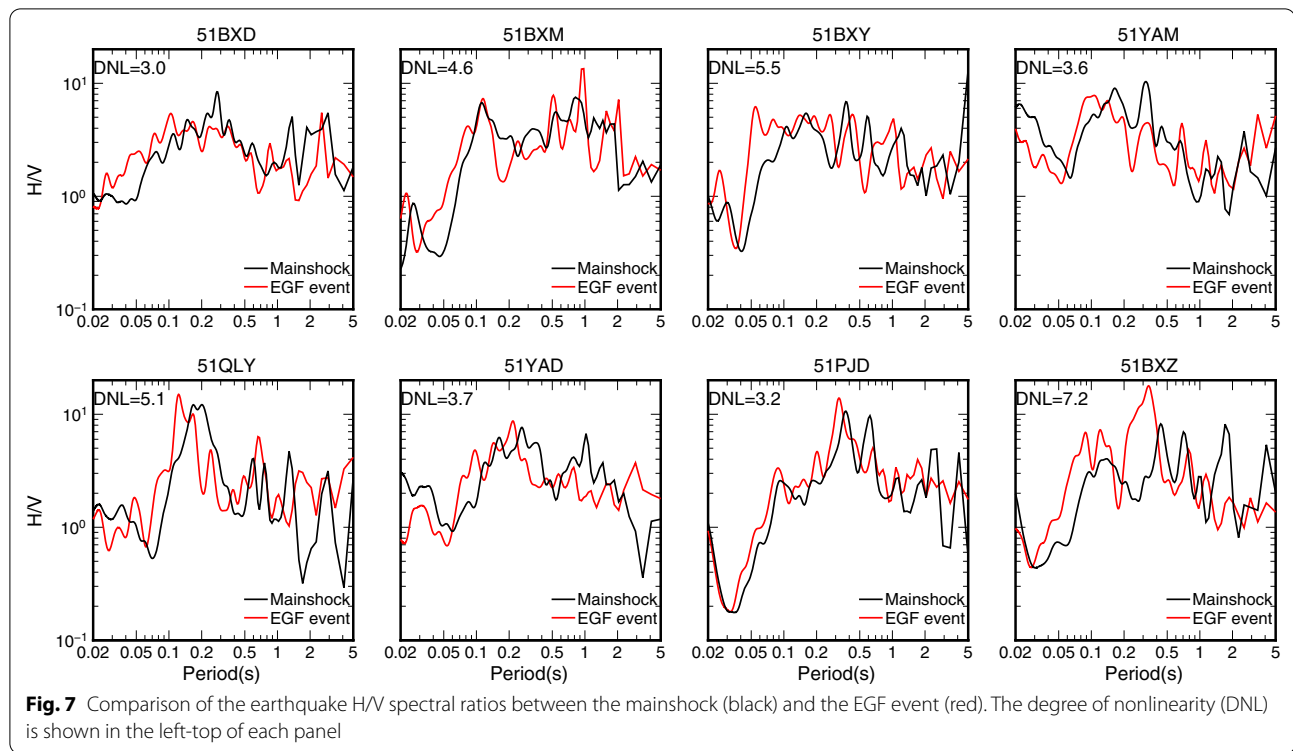 51BXD 51BXM 51BXY 51YAM
DNL=3.0 DNL=4.6 DNL=5.5 DNL=3.6
10¹
H/V
10⁰
Mainshock Mainshock Mainshock Mainshock
EGF event EGF event EGF event EGF event
10⁻¹
0.02 0.05 0.1 0.2 0.5 1 2 5 0.02 0.05 0.1 0.2 0.5 1 2 5 0.02 0.05 0.1 0.2 0.5 1 2 5 0.02 0.05 0.1 0.2 0.5 1 2 5
51QLY 51YAD 51PJD 51BXZ
DNL=5.1 DNL=3.7 DNL=3.2 DNL=7.2
10¹
H/V
10⁰
Mainshock Mainshock Mainshock Mainshock
EGF event EGF event EGF event EGF event
10⁻¹
0.02 0.05 0.1 0.2 0.5 1 2 5 0.02 0.05 0.1 0.2 0.5 1 2 5 0.02 0.05 0.1 0.2 0.5 1 2 5 0.02 0.05 0.1 0.2 0.5 1 2 5
Period(s) Period(s) Period(s) Period(s)
Fig. 7 Comparison of the earthquake H/V spectral ratios between the mainshock (black) and the EGF event (red). The degree of nonlinearity (DNL)
is shown in the left-top of each panel